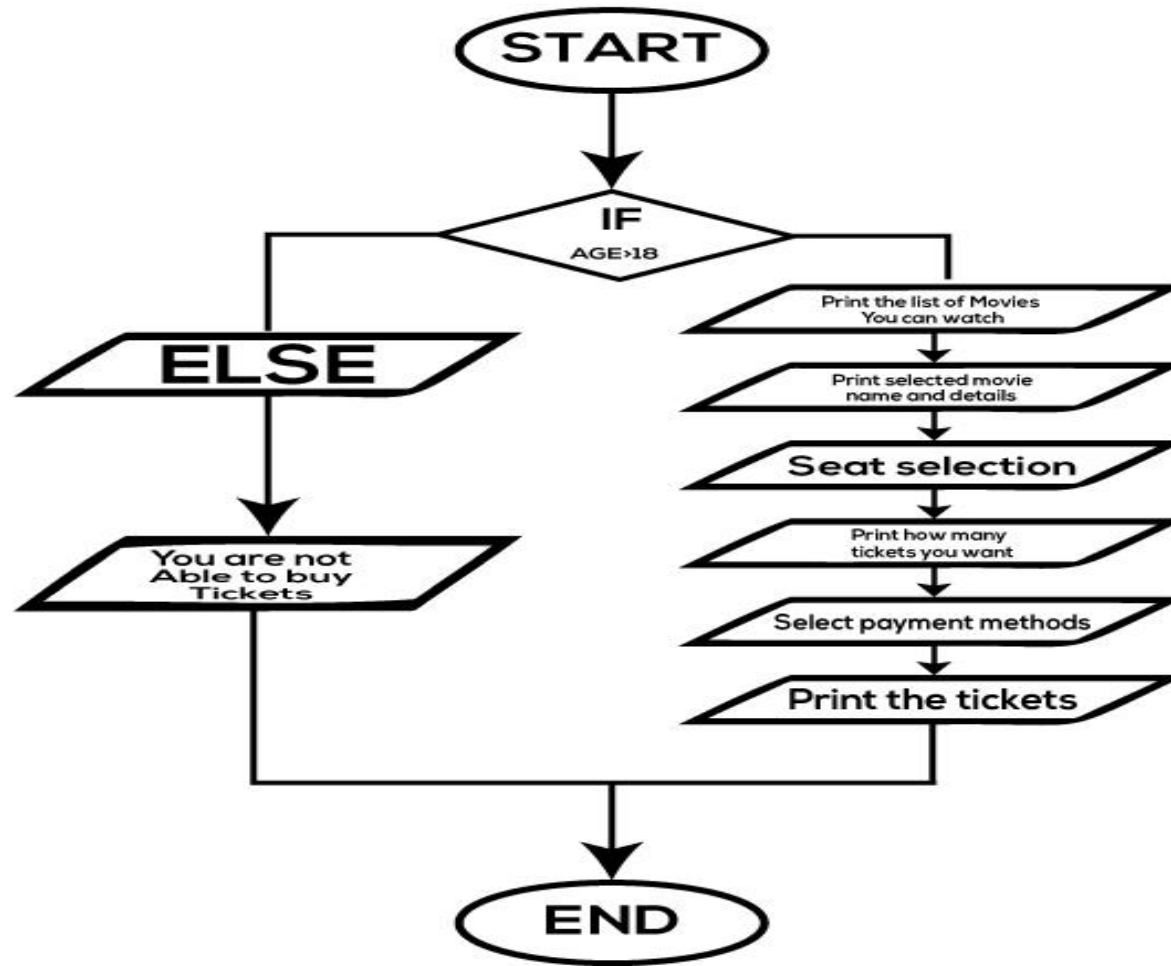 START
IF
AGE>18
ELSE
You are not
Able to buy
Tickets
Print the list of Movies
You can watch
Print selected movie
name and details
Seat selection
Print how many
tickets you want
Select payment methods
Print the tickets
END